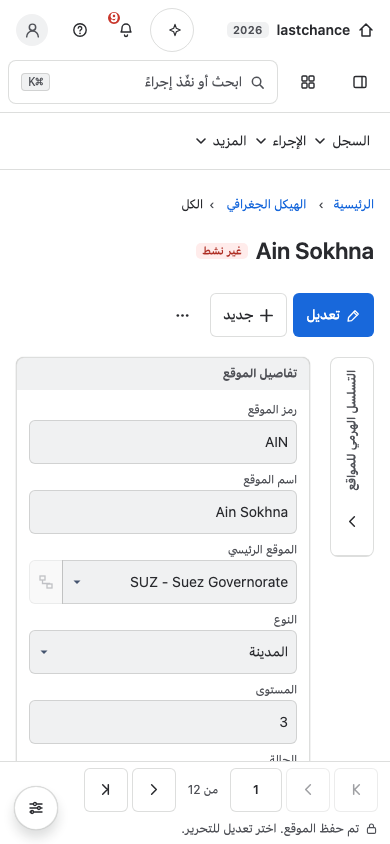 lastchance 2026
9
ابحث أو نفّذ إجراءً ⌘K
السجل الإجراء المزيد
الرئيسية › الهيكل الجغرافي › الكل
Ain Sokhna غير نشط
تعديل جديد ...
التسلسل الهرمي للمواقع
تفاصيل الموقع
رمز الموقع
AIN
اسم الموقع
Ain Sokhna
الموقع الرئيسي
SUZ - Suez Governorate
النوع
المدينة
المستوى
3
الحالة
1 من 12
تم حفظ الموقع. اختر تعديل للتحرير.